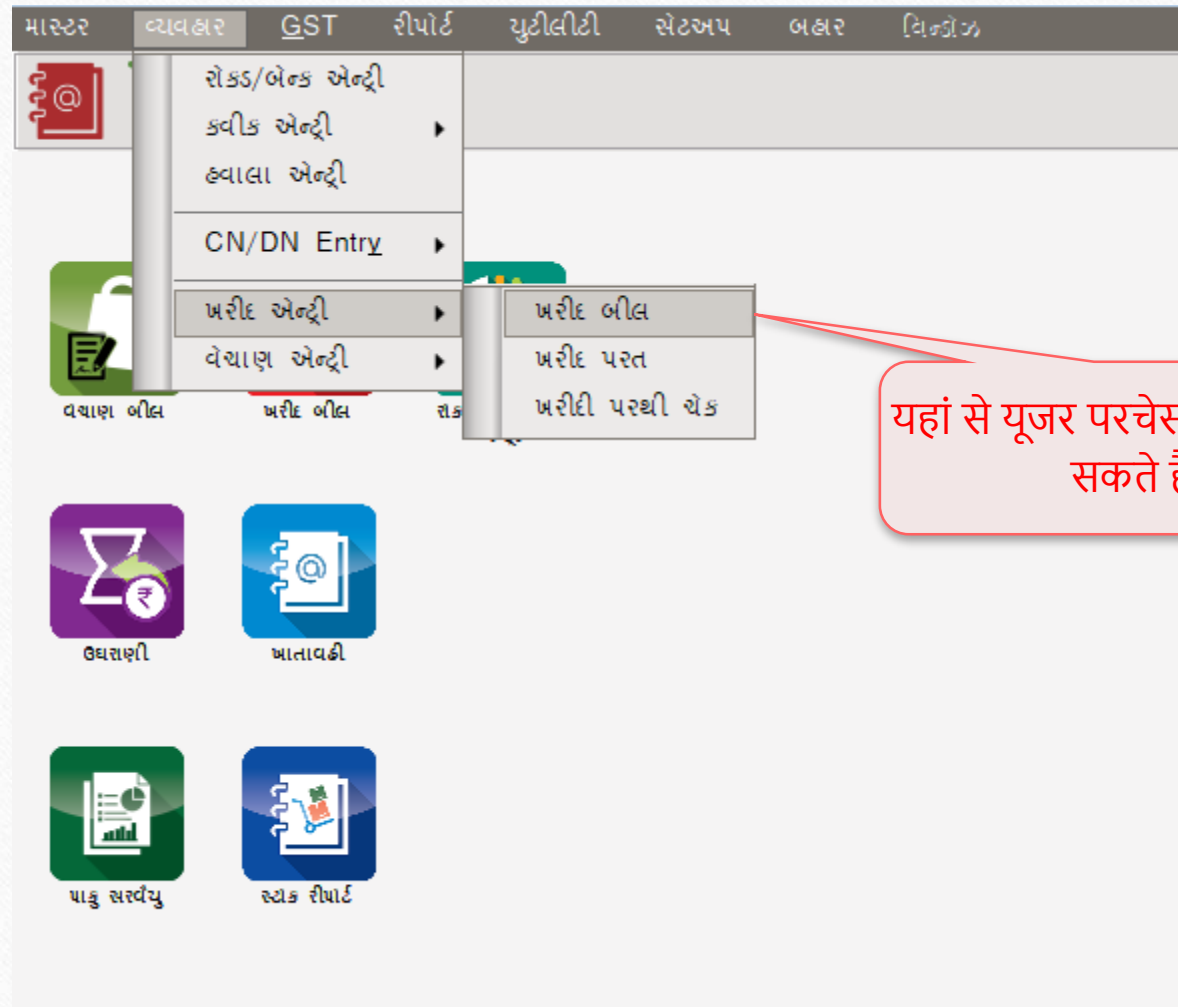 માસ્ટર વ્યવહાર GST રીપોર્ટ યુટીલીટી સેટઅપ બહાર વિન્ડોઝ
રોકડ/બેન્ક એન્ટ્રી
ક્વીક એન્ટ્રી
હવાલા એન્ટ્રી
CN/DN Entry
ખરીદ એન્ટ્રી
વેચાણ એન્ટ્રી
ખરીદ બીલ
ખરીદ પરત
ખરીદી પરથી ચેક
यहां से यूजर परचेस
सकते
વેચાણ બીલ ખરીદ બીલ
ઉઘરાણી ખાતાવહી
પાકુ સરવૈયુ સ્ટોક રીપોર્ટ